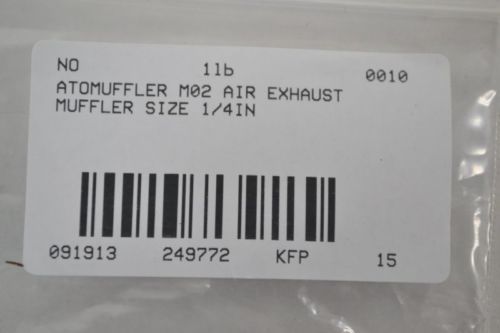 NO 1lb 0010
ATOMUFFLER M02 AIR EXHAUST
MUFFLER SIZE 1/4IN
091913 249772 KFP 15